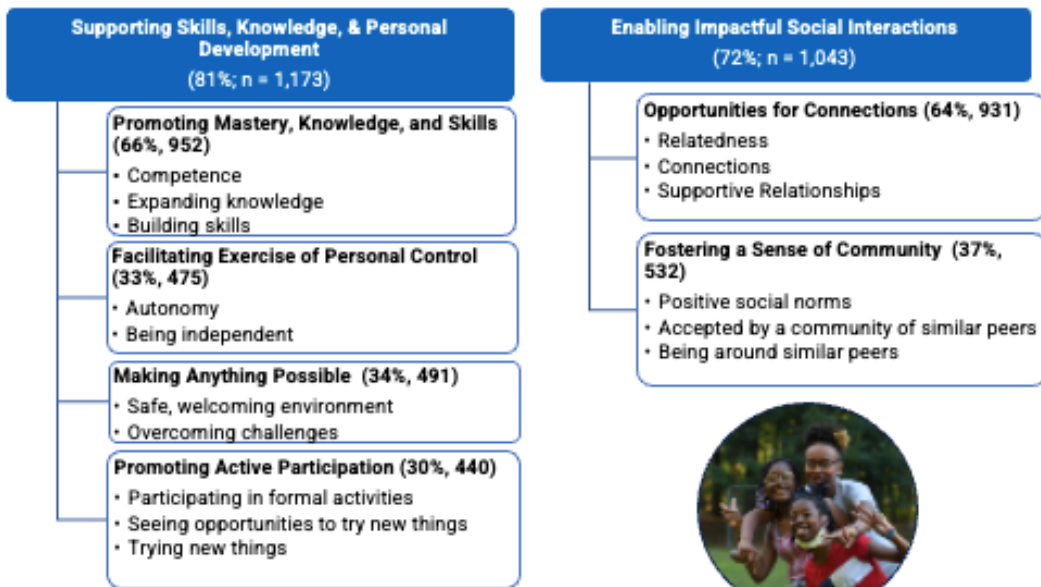 Supporting Skills, Knowledge, & Personal
Development
(81%; n = 1,173)
Promoting Mastery, Knowledge, and Skills
(66%, 952)
• Competence
• Expanding knowledge
• Building skills
Facilitating Exercise of Personal Control
(33%, 475)
• Autonomy
• Being independent
Making Anything Possible (34%, 491)
• Safe, welcoming environment
• Overcoming challenges
Promoting Active Participation (30%, 440)
• Participating in formal activities
• Seeing opportunities to try new things
• Trying new things
Enabling Impactful Social Interactions
(72%; n = 1,043)
Opportunities for Connections (64%, 931)
• Relatedness
• Connections
• Supportive Relationships
Fostering a Sense of Community (37%,
532)
• Positive social norms
• Accepted by a community of similar peers
• Being around similar peers